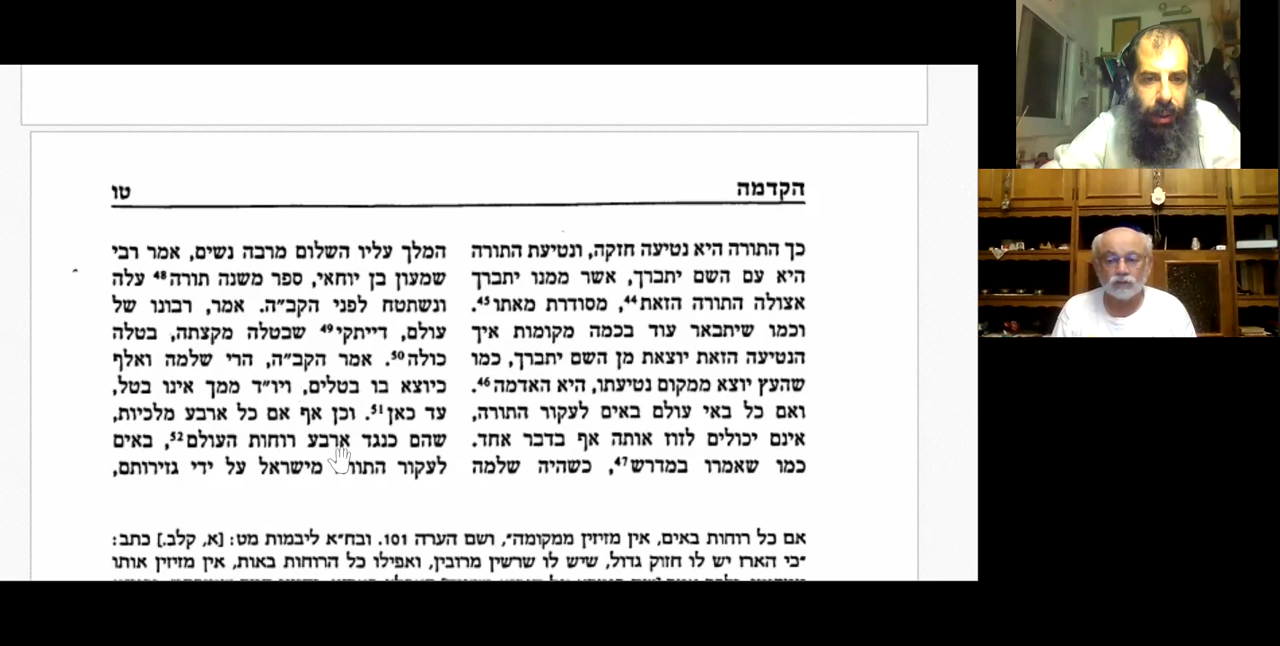 הקדמה
טו
כך התורה היא נטיעה חזקה, ונטיעת התורה
היא עם השם יתברך, אשר ממנו יתברך
אצולה התורה הזאת⁴⁴, מסודרת מאתו⁴⁵.
וכמו שיתבאר עוד בכמה מקומות איך
הנטיעה הזאת יוצאת מן השם יתברך, כמו
שהעץ יוצא ממקום נטיעתו, היא האדמה⁴⁶.
ואם כל באי עולם באים לעקור התורה,
אינם יכולים לזוז אותה אף בדבר אחד.
כמו שאמרו במדרש⁴⁷, כשהיה שלמה
המלך עליו השלום מרבה נשים, אמר רבי
שמעון בן יוחאי, ספר משנה תורה⁴⁸ עלה
ונשתטח לפני הקב״ה. אמר, רבונו של
עולם, דייתקי⁴⁹ שבטלה מקצתה, בטלה
כולה⁵⁰. אמר הקב״ה, הרי שלמה ואלף
כיוצא בו בטלים, ויו״ד ממך אינו בטל,
עד כאן⁵¹. וכן אף אם כל ארבע מלכיות,
שהם כנגד ארבע רוחות העולם⁵², באים
לעקור התור מישראל על ידי גזירותם,
אם כל רוחות באים, אין מזיזין ממקומה״, ושם הערה 101. ובח״א ליבמות מט: [א, קלב.] כתב:
״כי הארז יש לו חזוק גדול, שיש לו שרשין מרובין, ואפילו כל הרוחות באות, אין מזיזין אותו